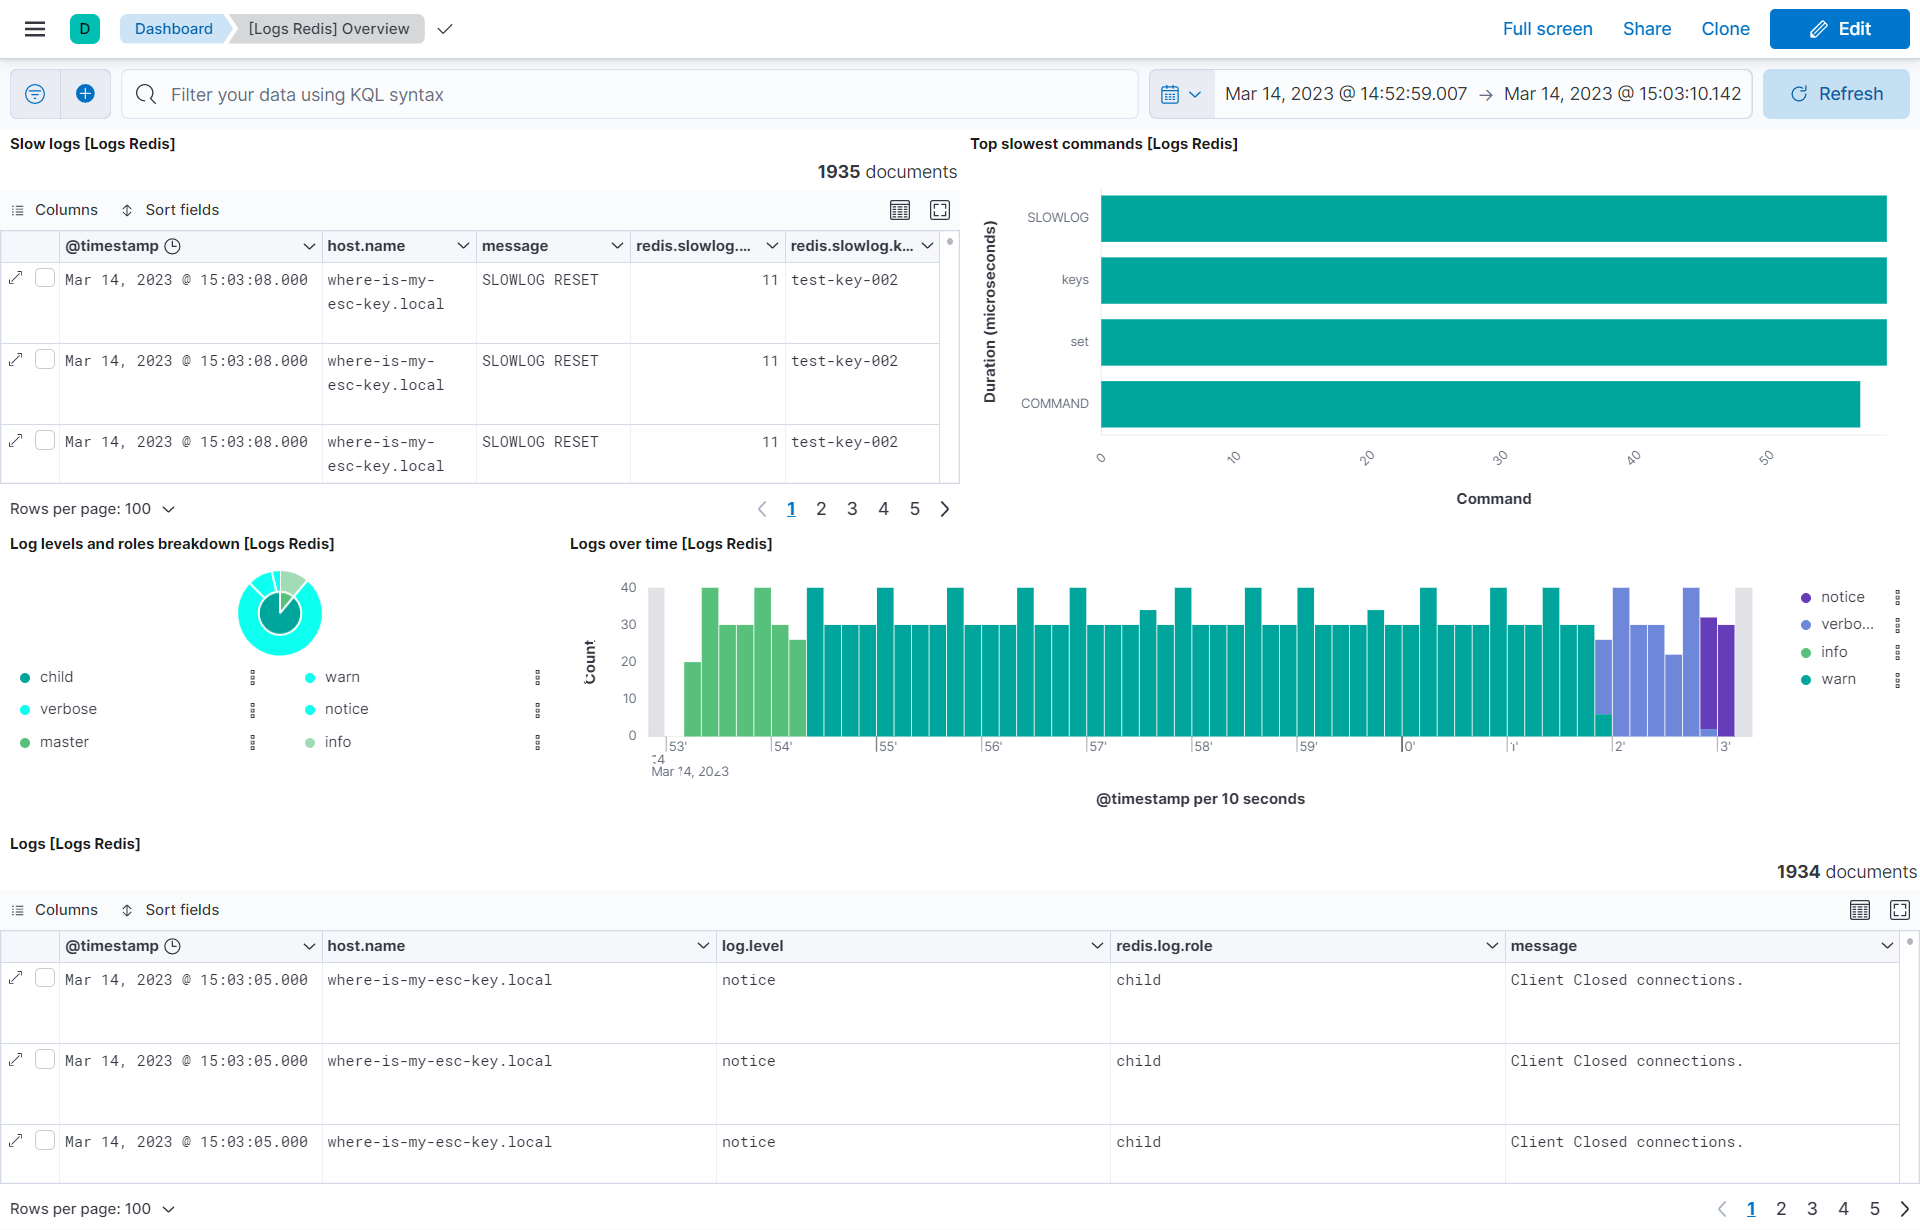 D Dashboard [Logs Redis] Overview Full screen Share Clone Edit
Filter your data using KQL syntax Mar 14, 2023 @ 14:52:59.007 → Mar 14, 2023 @ 15:03:10.142 Refresh
Slow logs [Logs Redis]
1935 documents
Columns Sort fields
@timestamp host.name message redis.slowlog.... redis.slowlog.k...
Mar 14, 2023 @ 15:03:08.000 where-is-my- SLOWLOG RESET 11 test-key-002
esc-key.local
Mar 14, 2023 @ 15:03:08.000 where-is-my- SLOWLOG RESET 11 test-key-002
esc-key.local
Mar 14, 2023 @ 15:03:08.000 where-is-my- SLOWLOG RESET 11 test-key-002
esc-key.local
Rows per page: 100 1 2 3 4 5
Top slowest commands [Logs Redis]
Duration (microseconds)
SLOWLOG
keys
set
COMMAND
0 10 20 30 40 50
Command
Log levels and roles breakdown [Logs Redis]
child warn
verbose notice
master info
Logs over time [Logs Redis]
Count
40
30
20
10
0
53' 54' 55' 56' 57' 58' 59' 0' 1' 2' 3'
Mar 14, 2023
@timestamp per 10 seconds
notice
verbo...
info
warn
Logs [Logs Redis]
1934 documents
Columns Sort fields
@timestamp host.name log.level redis.log.role message
Mar 14, 2023 @ 15:03:05.000 where-is-my-esc-key.local notice child Client Closed connections.
Mar 14, 2023 @ 15:03:05.000 where-is-my-esc-key.local notice child Client Closed connections.
Mar 14, 2023 @ 15:03:05.000 where-is-my-esc-key.local notice child Client Closed connections.
Rows per page: 100 1 2 3 4 5